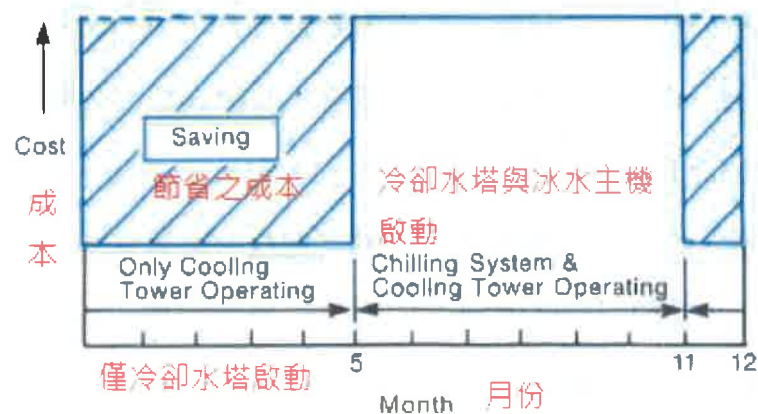 Cost
成
本
Saving
節省之成本
冷卻水塔與冰水主機
啟動
Only Cooling
Tower Operating
Chilling System &
Cooling Tower Operating
5
11
12
僅冷卻水塔啟動
Month 月份